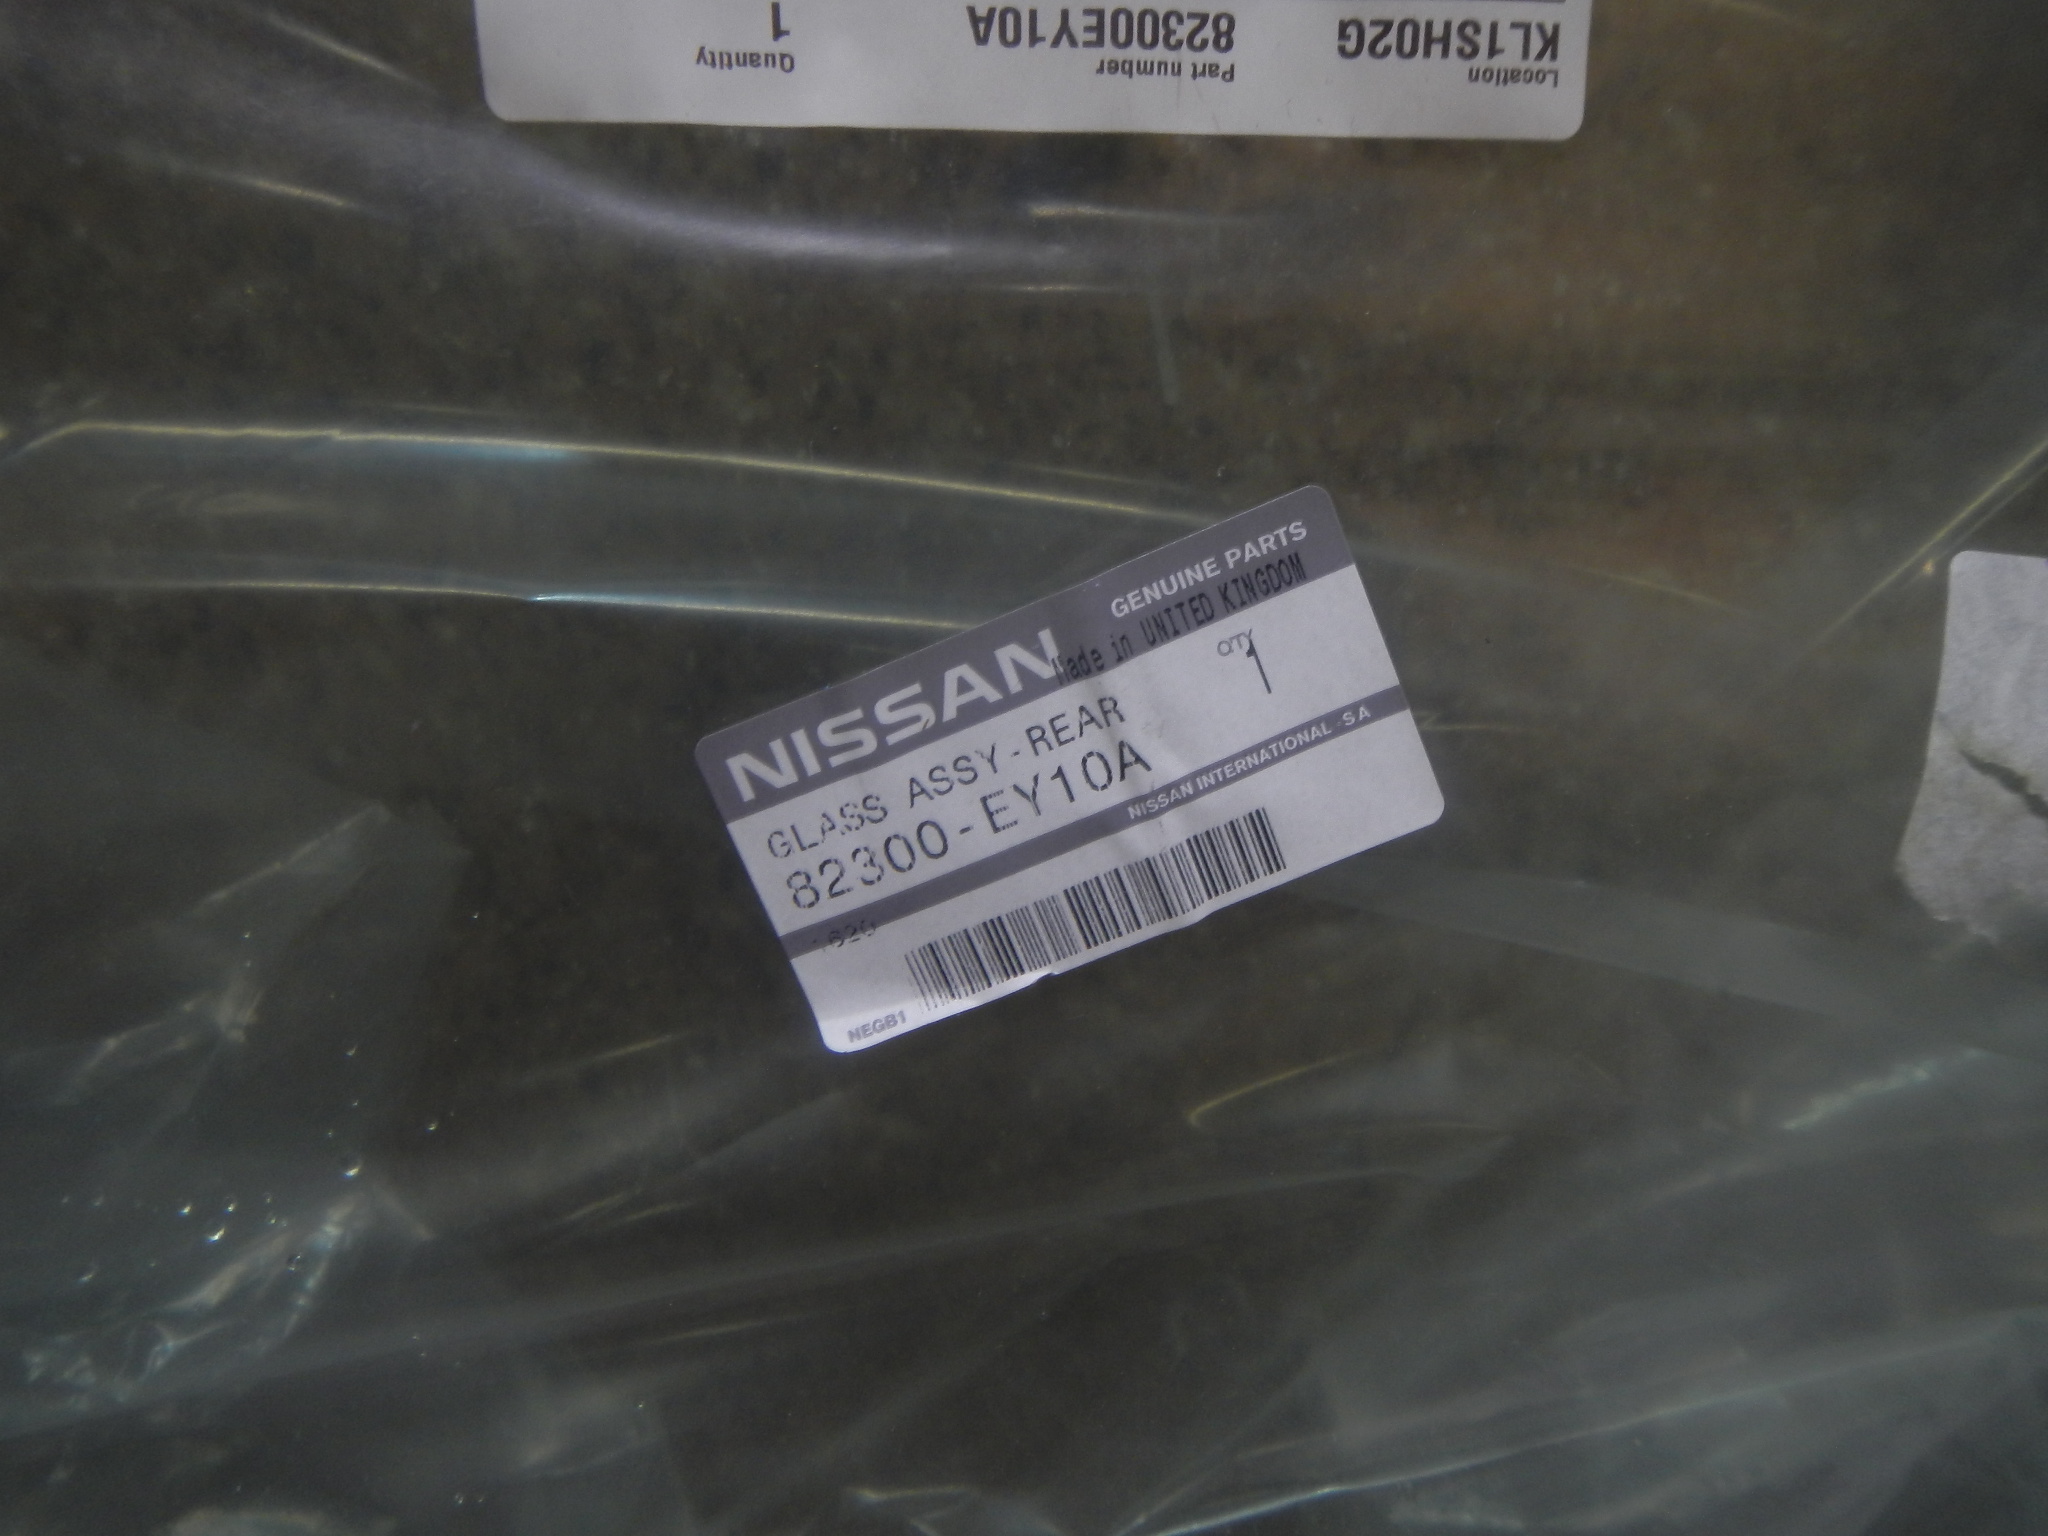 Location
KL1SH02G
Part number
82300EY10A
Quantity
1
NISSAN
GENUINE PARTS
Made in UNITED KINGDOM
GLASS ASSY-REAR
QTY
1
82300-EY10A
NISSAN INTERNATIONAL SA
620
NEGB1